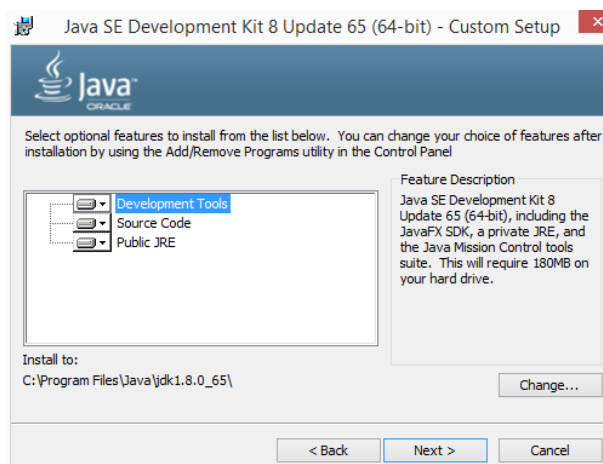 Java SE Development Kit 8 Update 65 (64-bit) - Custom Setup
Java™
ORACLE
Select optional features to install from the list below. You can change your choice of features after
installation by using the Add/Remove Programs utility in the Control Panel
Development Tools
Source Code
Public JRE
Feature Description
Java SE Development Kit 8
Update 65 (64-bit), including the
JavaFX SDK, a private JRE, and
the Java Mission Control tools
suite. This will require 180MB on
your hard drive.
Install to:
C:\Program Files\Java\jdk1.8.0_65\
Change...
< Back
Next >
Cancel